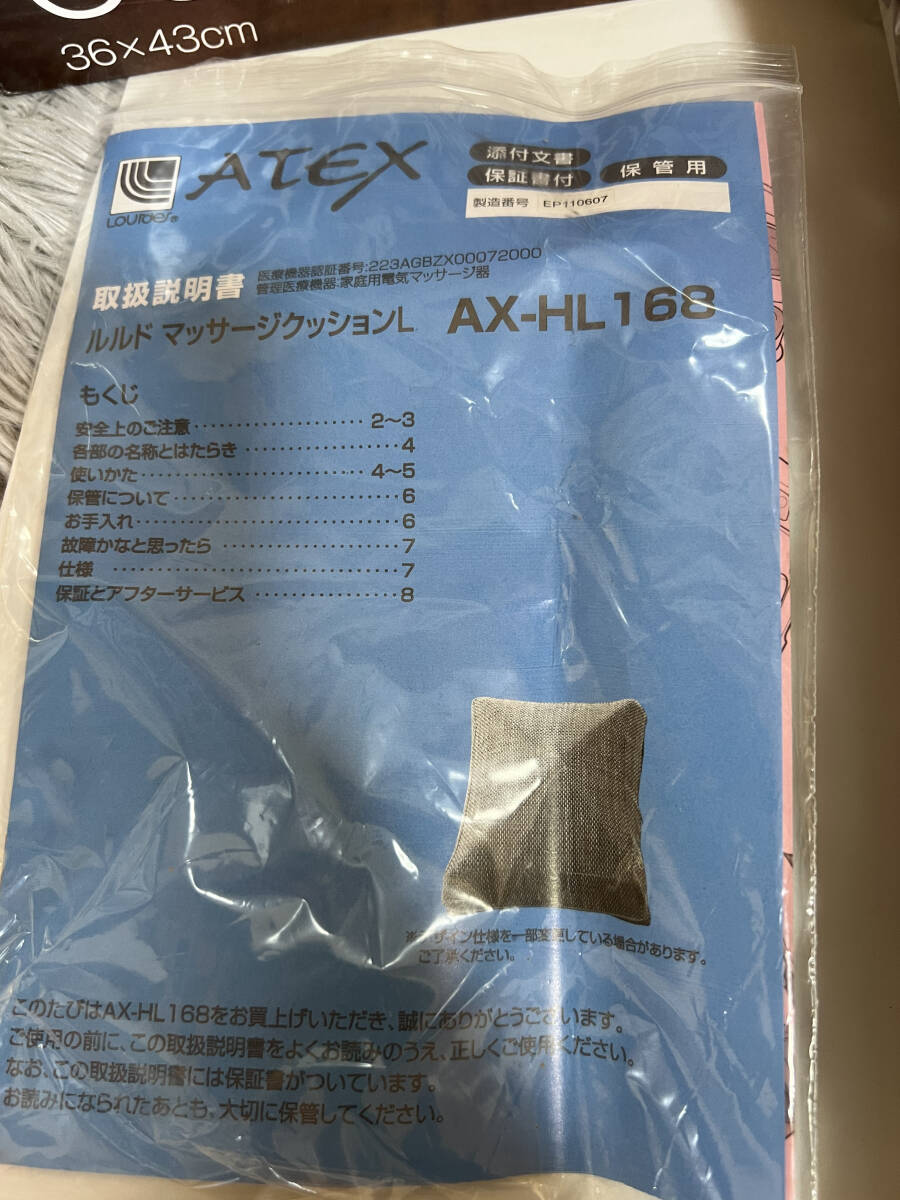 36×43cm
Lourdes®
ATEX
添付文書
保証書付
保管用
製造番号 EP110607
取扱説明書
医療機器認証番号:223AGBZX00072000
管理医療機器:家庭用電気マッサージ器
ルルド マッサージクッションL AX-HL168
もくじ
安全上のご注意 ‥‥‥‥‥‥‥‥‥‥ 2〜3
各部の名称とはたらき ‥‥‥‥‥‥‥‥ 4
使いかた ‥‥‥‥‥‥‥‥‥‥‥‥‥ 4〜5
保管について ‥‥‥‥‥‥‥‥‥‥‥‥ 6
お手入れ ‥‥‥‥‥‥‥‥‥‥‥‥‥‥ 6
故障かなと思ったら ‥‥‥‥‥‥‥‥‥ 7
仕様 ‥‥‥‥‥‥‥‥‥‥‥‥‥‥‥‥ 7
保証とアフターサービス ‥‥‥‥‥‥‥ 8
※デザイン仕様を一部変更している場合があります。
ご了承ください。
このたびはAX-HL168をお買上げいただき、誠にありがとうございます。
ご使用の前に、この取扱説明書をよくお読みのうえ、正しくご使用ください。
なお、この取扱説明書には保証書がついています。
お読みになられたあとも、大切に保管してください。